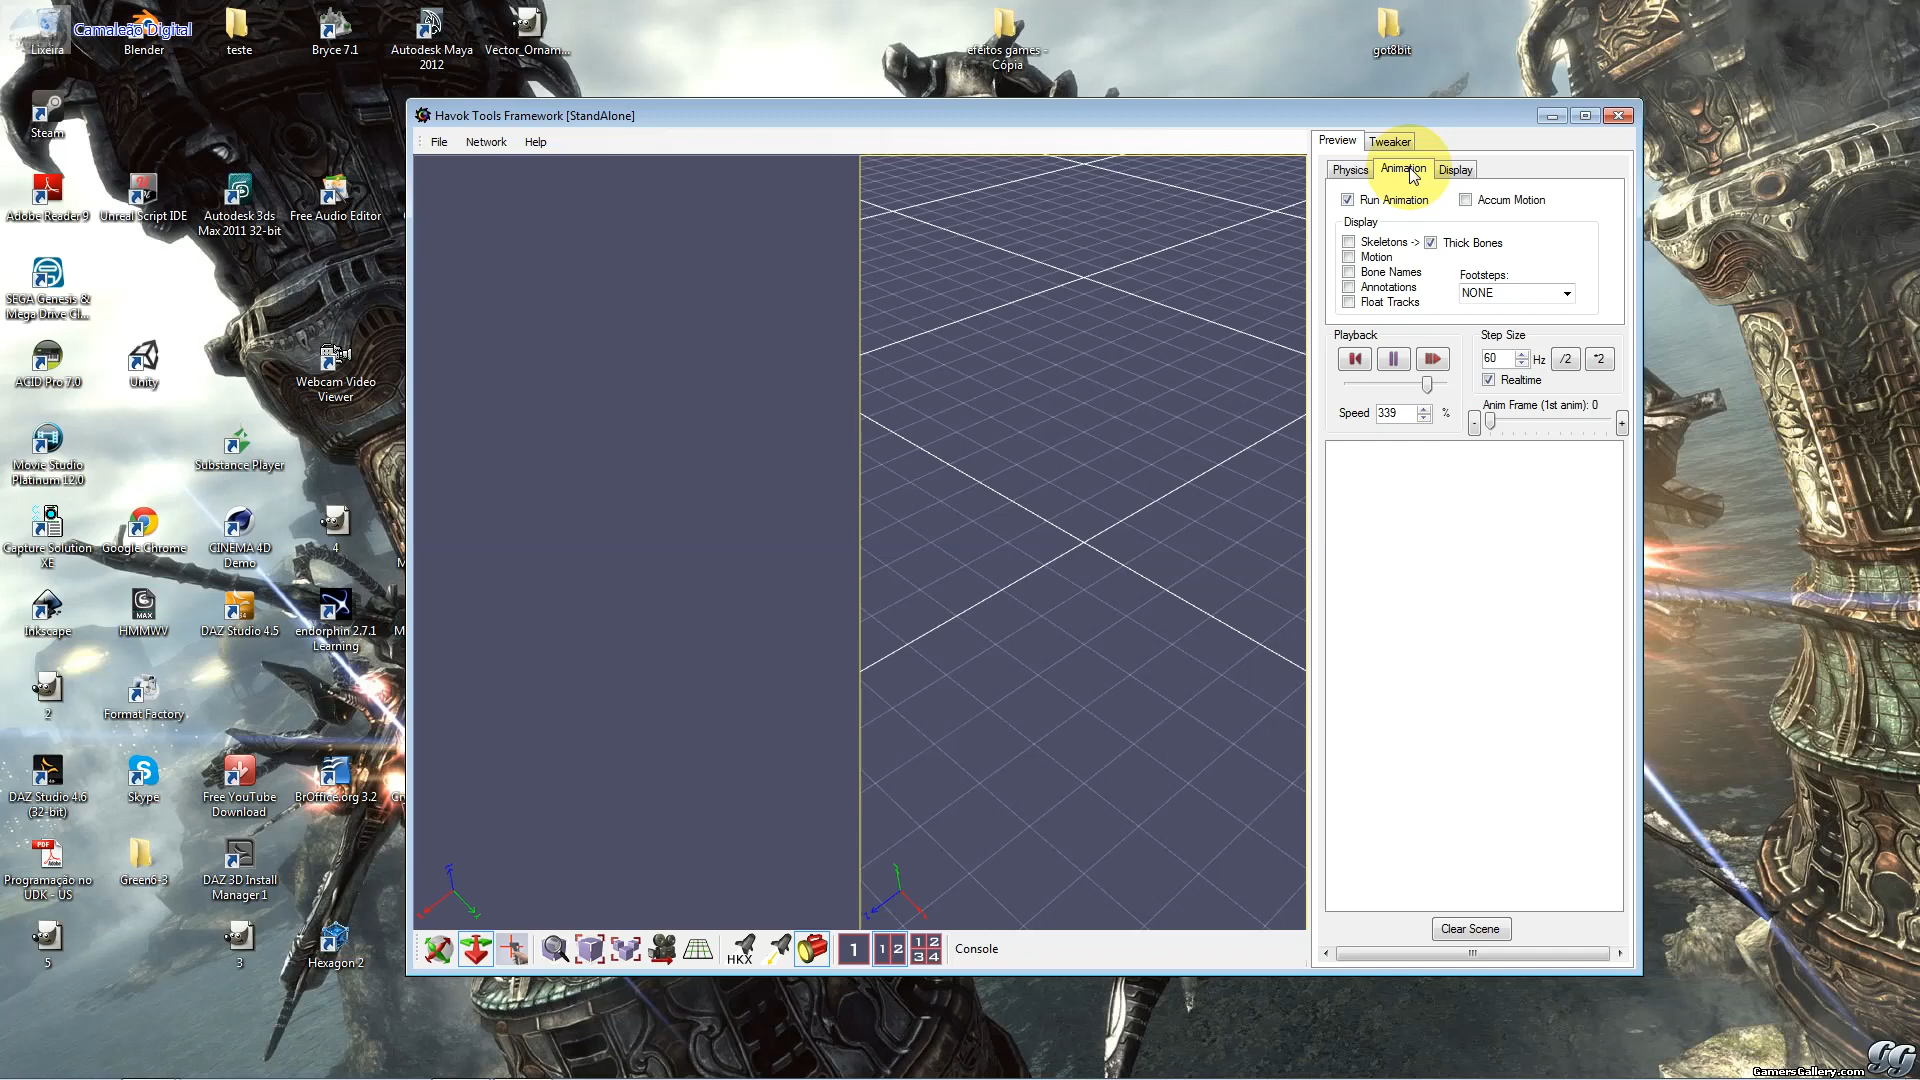 Lixeira
Camaleão Digital
Blender
teste
Bryce 7.1
Autodesk Maya
2012
Vector_Ornam...
efeitos games -
Cópia
got8bit
Steam
Adobe Reader 9
Unreal Script IDE
Autodesk 3ds
Max 2011 32-bit
Free Audio Editor
SEGA Genesis &
Mega Drive Cl...
ACID Pro 7.0
Unity
Webcam Video
Viewer
Movie Studio
Platinum 12.0
Substance Player
Capture Solution
XE
Google Chrome
CINEMA 4D
Demo
4
Inkscape
HMMWV
DAZ Studio 4.5
endorphin 2.7.1
Learning
2
Format Factory
DAZ Studio 4.6
(32-bit)
Skype
Free YouTube
Download
BrOffice.org 3.2
Programação no
UDK - US
Green6-3
DAZ 3D Install
Manager 1
5
3
Hexagon 2
Havok Tools Framework [StandAlone]
File Network Help
Preview Tweaker
Physics Animation Display
Run Animation Accum Motion
Display
Skeletons -> Thick Bones
Motion
Bone Names
Annotations
Float Tracks
Footsteps:
NONE
Playback
Step Size
60 Hz /2 *2
Realtime
Speed 339 %
Anim Frame (1st anim): 0
- +
Clear Scene
HKX
1
1 2
1 2
3 4
Console
GG
GamersGallery.com